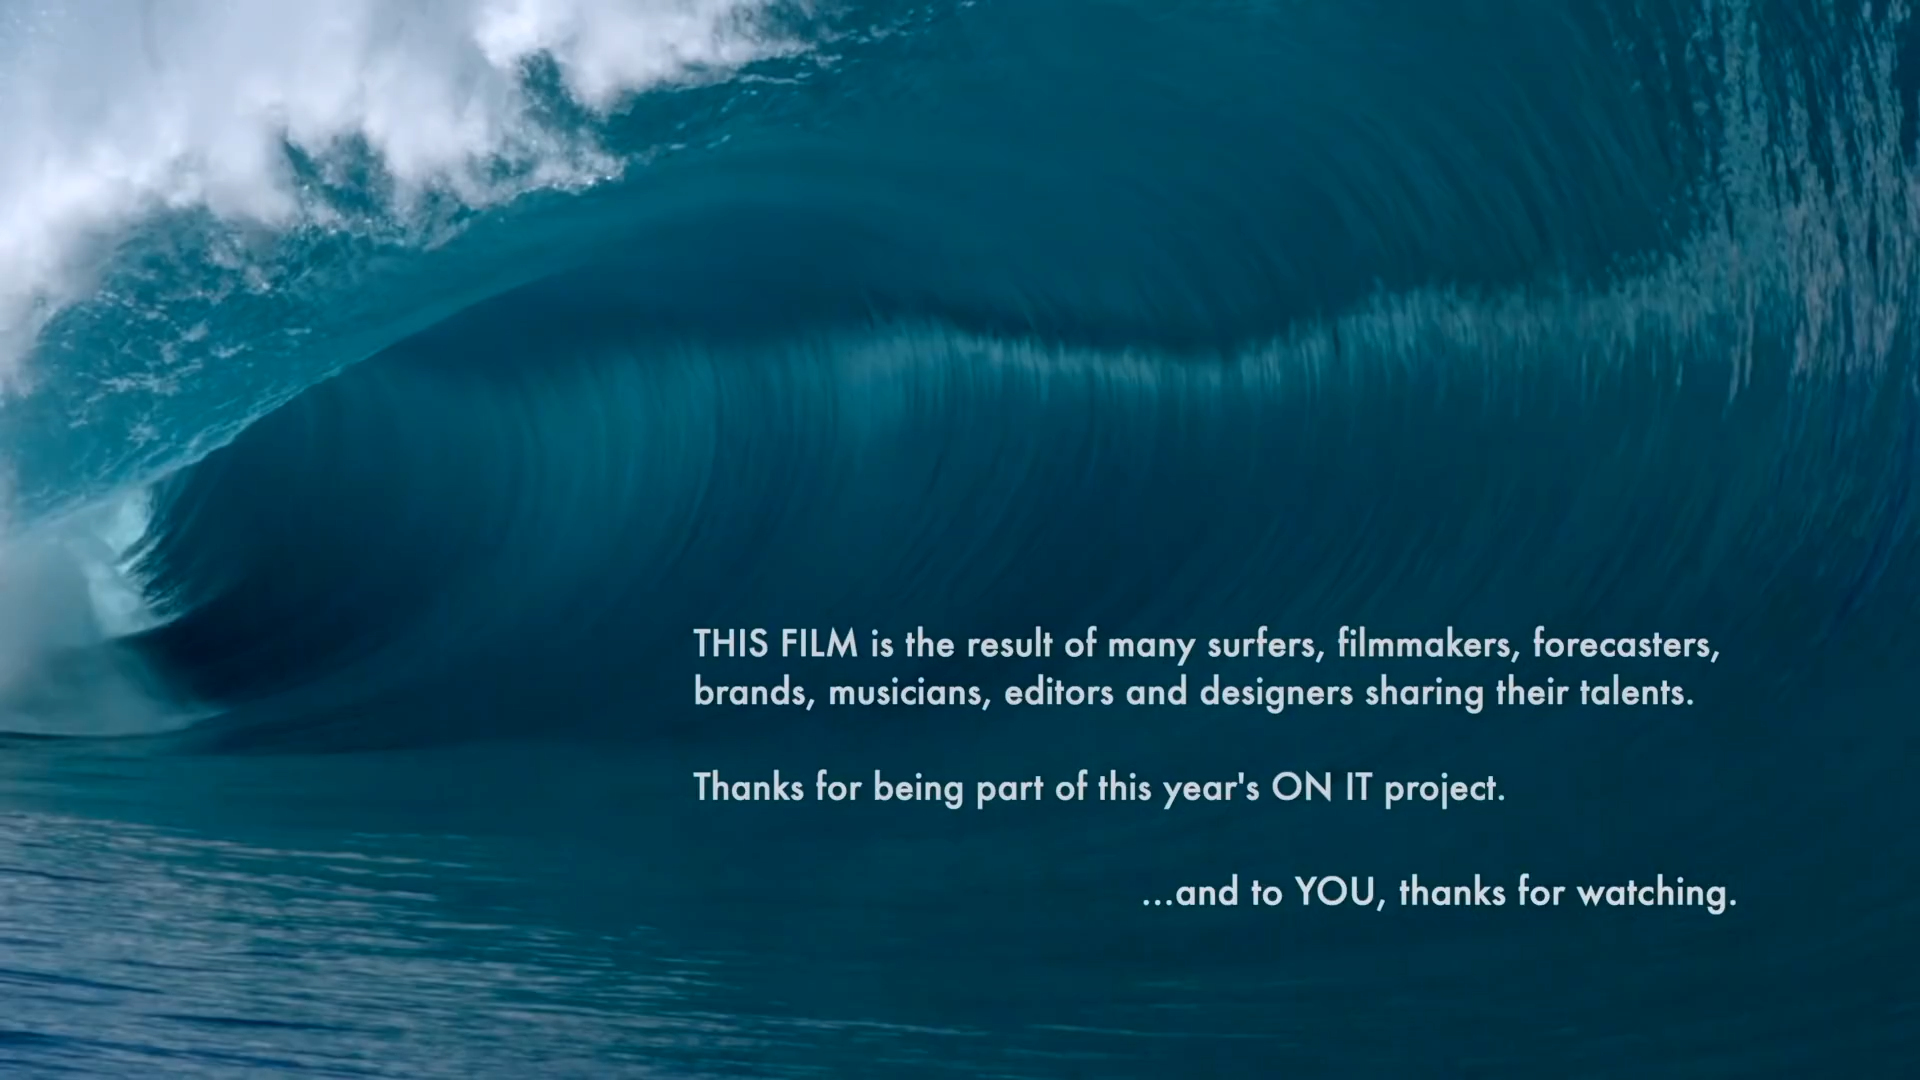 THIS FILM is the result of many surfers, filmmakers, forecasters,
brands, musicians, editors and designers sharing their talents.
Thanks for being part of this year's ON IT project.
...and to YOU, thanks for watching.